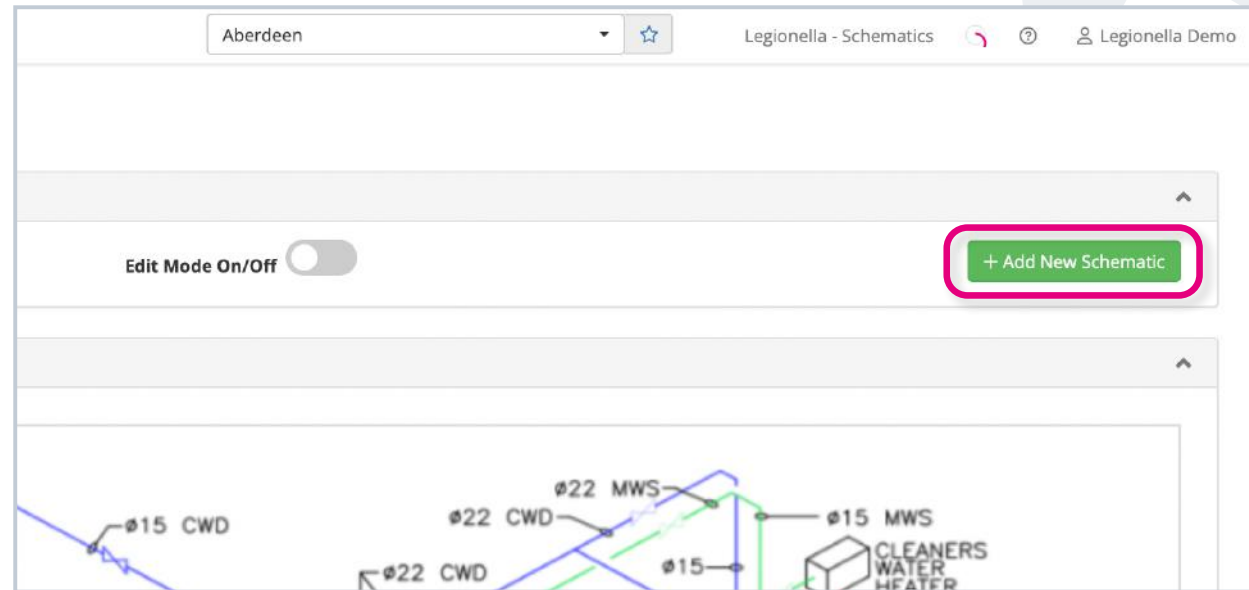 Aberdeen
Legionella - Schematics
Legionella Demo
Edit Mode On/Off
+ Add New Schematic
ø22 MWS
ø15 CWD
ø22 CWD
ø15 MWS
CLEANERS
WATER
HEATER
ø15
ø22 CWD